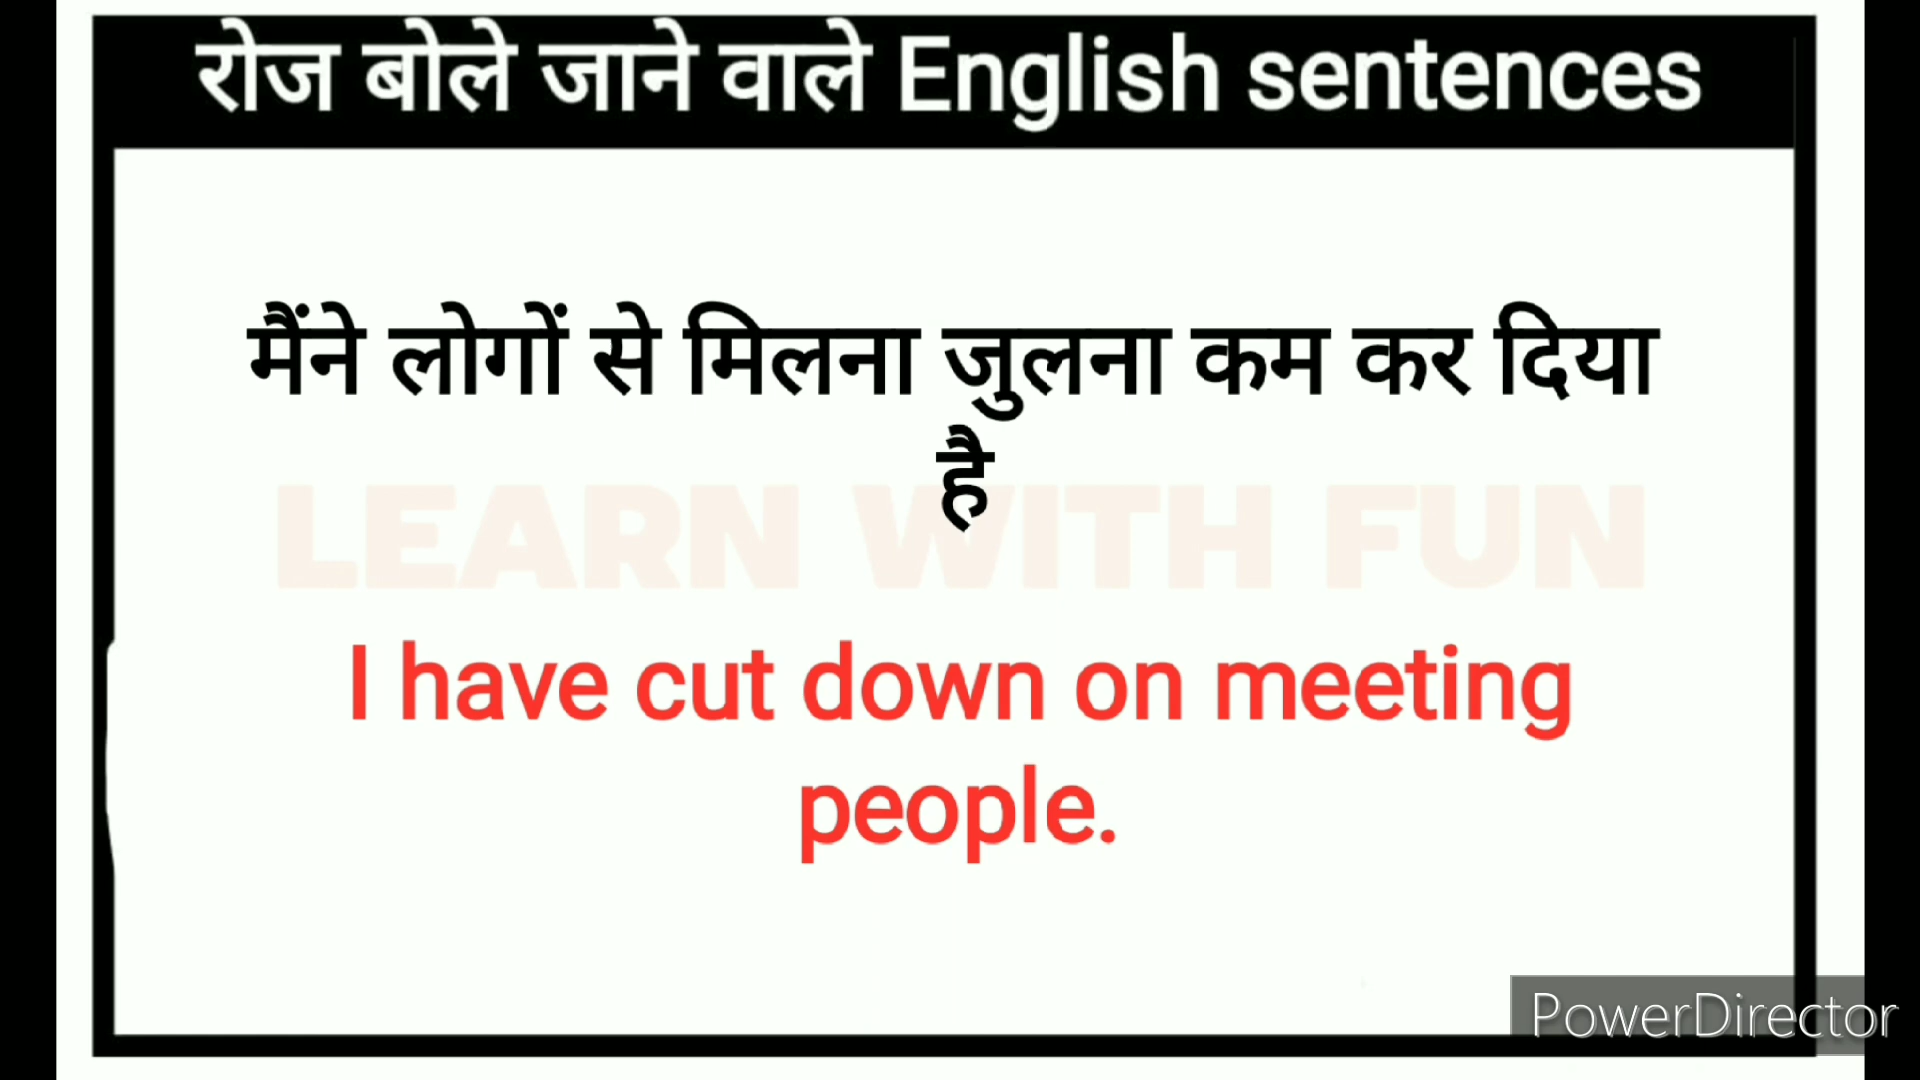 रोज बोले जाने वाले English sentences
मैंने लोगों से मिलना जुलना कम कर दिया
है
LEARN WITH FUN
I have cut down on meeting
people.
PowerDirector